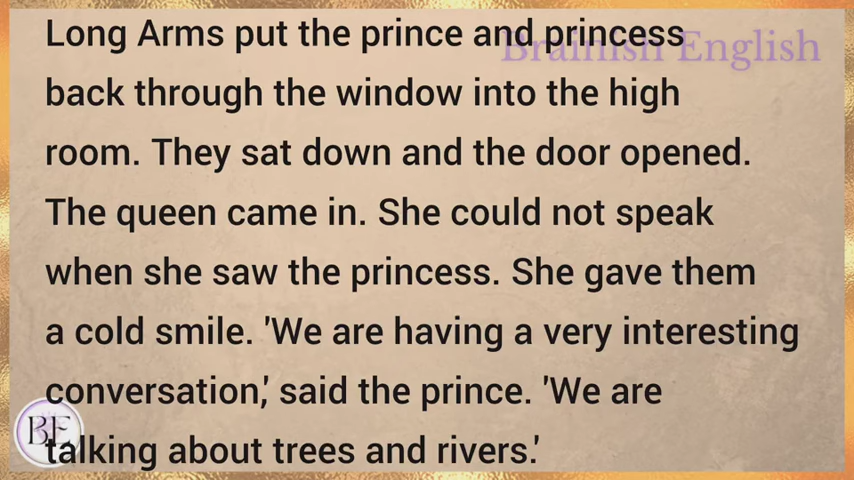 Brainish English
Long Arms put the prince and princess
back through the window into the high
room. They sat down and the door opened.
The queen came in. She could not speak
when she saw the princess. She gave them
a cold smile. 'We are having a very interesting
conversation,' said the prince. 'We are
talking about trees and rivers.'
BE